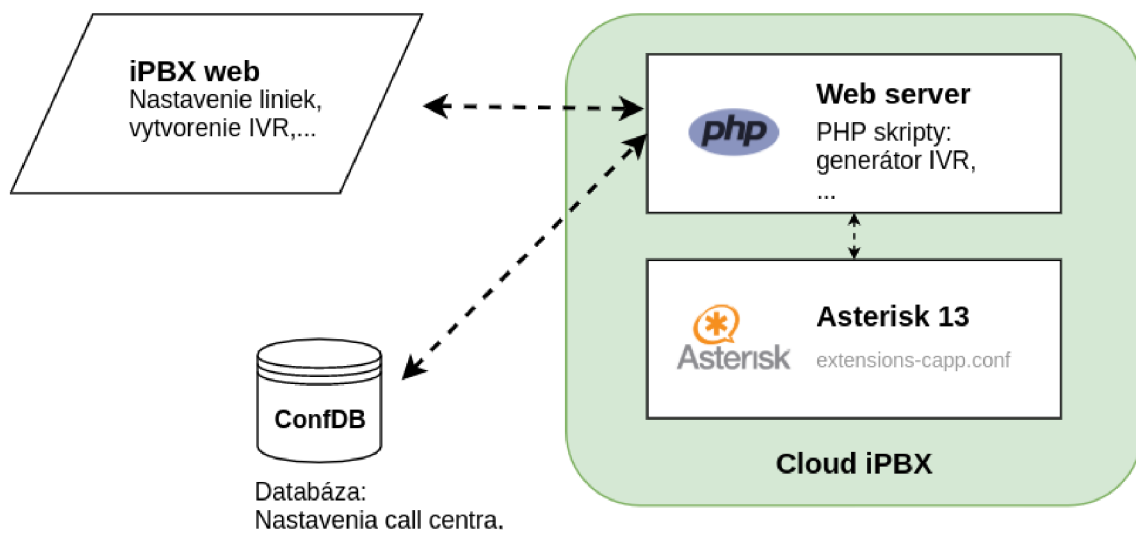 iPBX web
Nastavenie liniek,
vytvorenie IVR,...
Web server
php
PHP skripty:
generátor IVR,
...
Asterisk 13
Asterisk
extensions-capp.conf
Cloud iPBX
ConfDB
Databáza:
Nastavenia call centra.